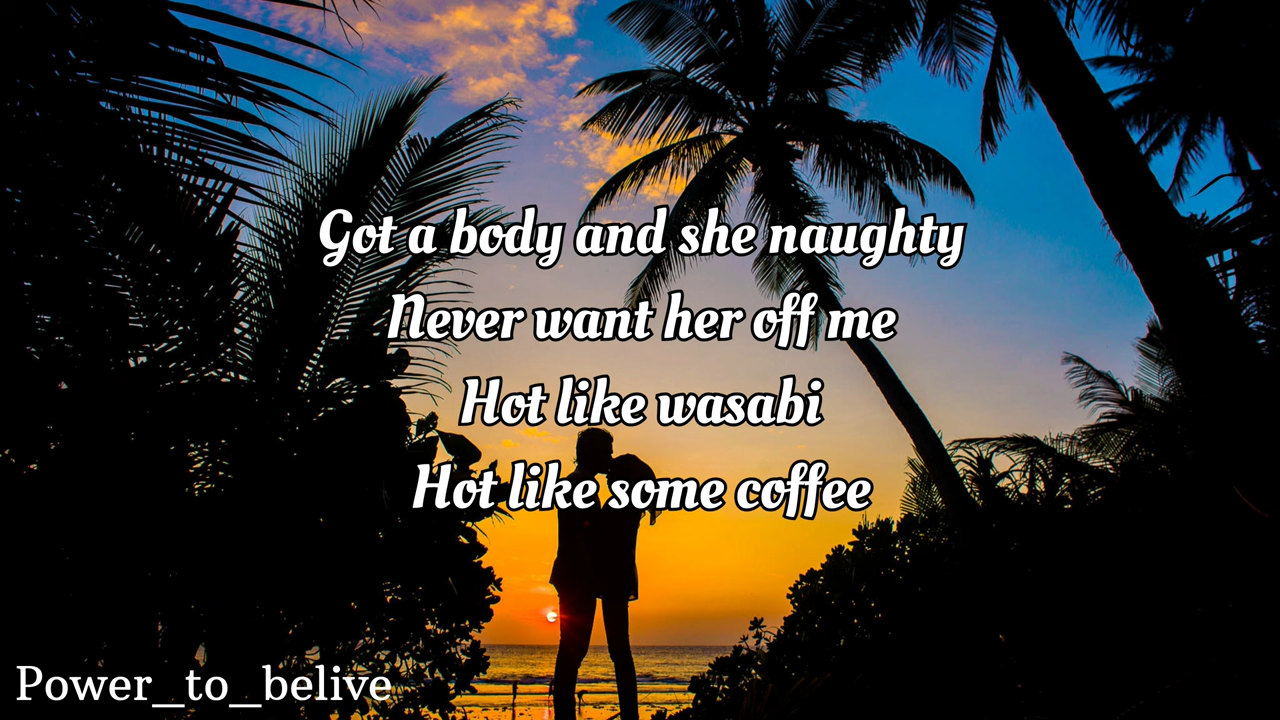 Got a body and she naughty
Never want her off me
Hot like wasabi
Hot like some coffee
Power_to_belive